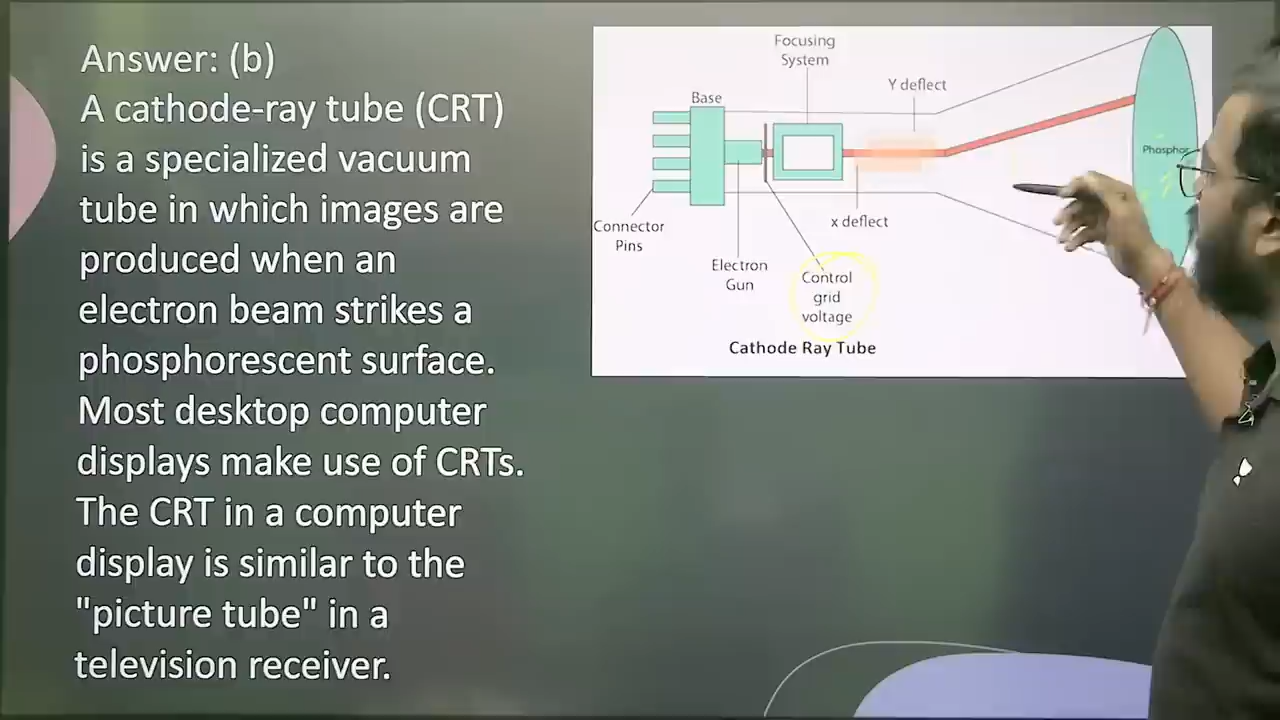 Answer: (b)
A cathode-ray tube (CRT)
is a specialized vacuum
tube in which images are
produced when an
electron beam strikes a
phosphorescent surface.
Most desktop computer
displays make use of CRTs.
The CRT in a computer
display is similar to the
"picture tube" in a
television receiver.
Focusing
System
Y deflect
Base
Phosphor
Connector
Pins
x deflect
Electron
Gun
Control
grid
voltage
Cathode Ray Tube